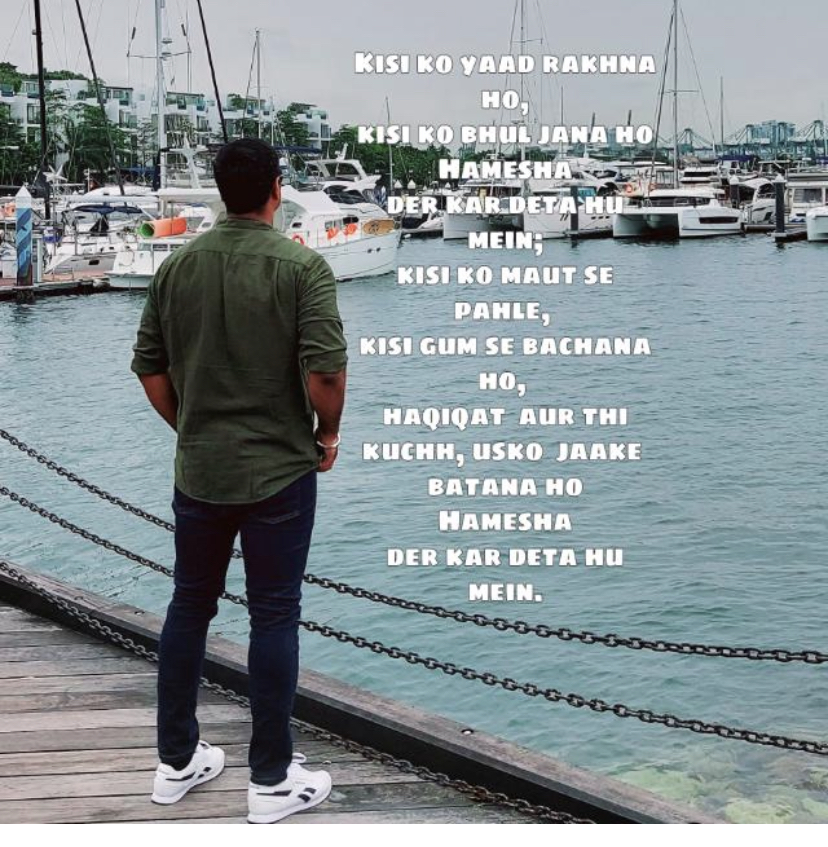 Kisi ko yaad rakhna
ho,
kisi ko bhul jana ho
Hamesha
der kar deta hu
mein;
kisi ko maut se
pahle,
kisi gum se bachana
ho,
haqiqat aur thi
kuchh, usko jaake
batana ho
Hamesha
der kar deta hu
mein.